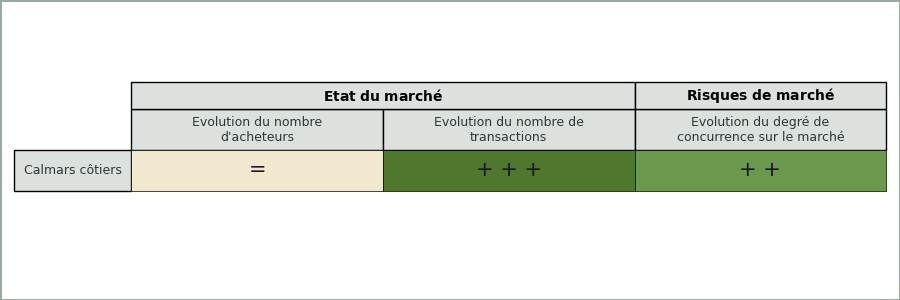 Etat du marché
Risques de marché
Evolution du nombre
d'acheteurs
Evolution du nombre de
transactions
Evolution du degré de
concurrence sur le marché
Calmars côtiers
=
+ + +
+ +